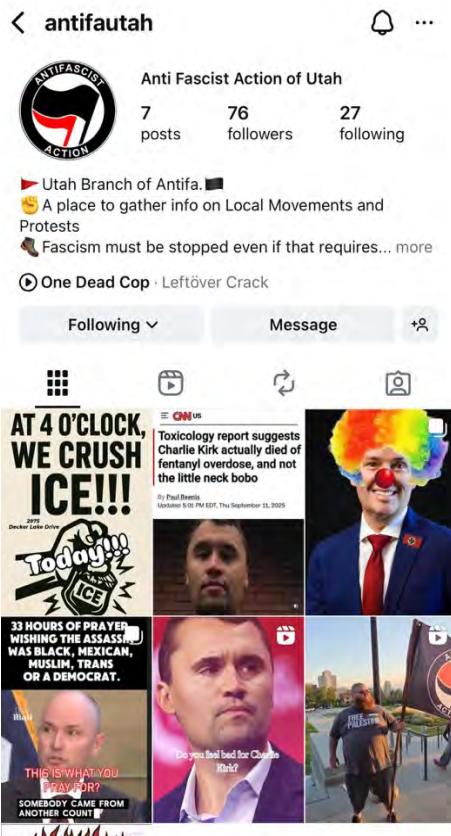 antifautah
ANTIFASCIST
ACTION
Anti Fascist Action of Utah
7 76 27
posts followers following
Utah Branch of Antifa.
A place to gather info on Local Movements and
Protests
Fascism must be stopped even if that requires... more
One Dead Cop · Leftöver Crack
Following
Message
AT 4 O'CLOCK,
WE CRUSH
ICE!!!
2975
Decker Lake Drive
Today!!!
ICE
CNN US
Toxicology report suggests
Charlie Kirk actually died of
fentanyl overdose, and not
the little neck bobo
By Paul Beenis
Updated 5:01 PM EDT, Thu September 11, 2025
33 HOURS OF PRAYER
WISHING THE ASSASSIN
WAS BLACK, MEXICAN,
MUSLIM, TRANS
OR A DEMOCRAT.
Mail
THIS IS WHAT YOU
PRAY FOR?
SOMEBODY CAME FROM
ANOTHER COUNT
Do you feel bad for Charlie
Kirk?
FREE
PALESTINE